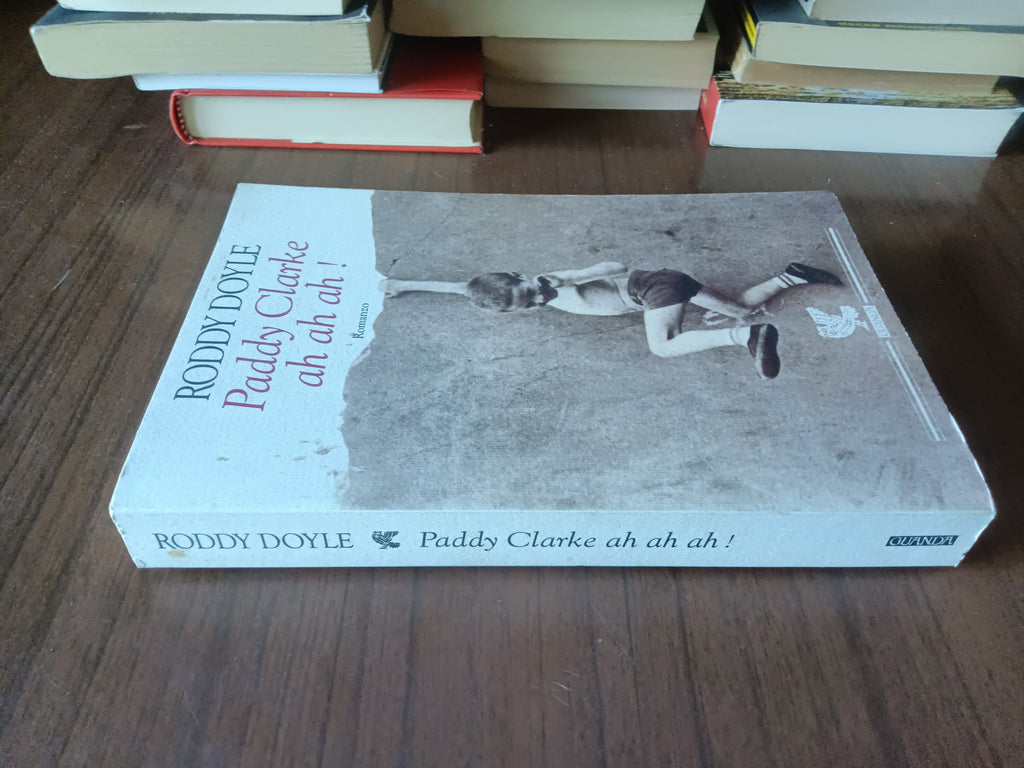 RODDY DOYLE
Paddy Clarke
ah ah ah !
Romanzo
RODDY DOYLE Paddy Clarke ah ah ah ! GUANDA